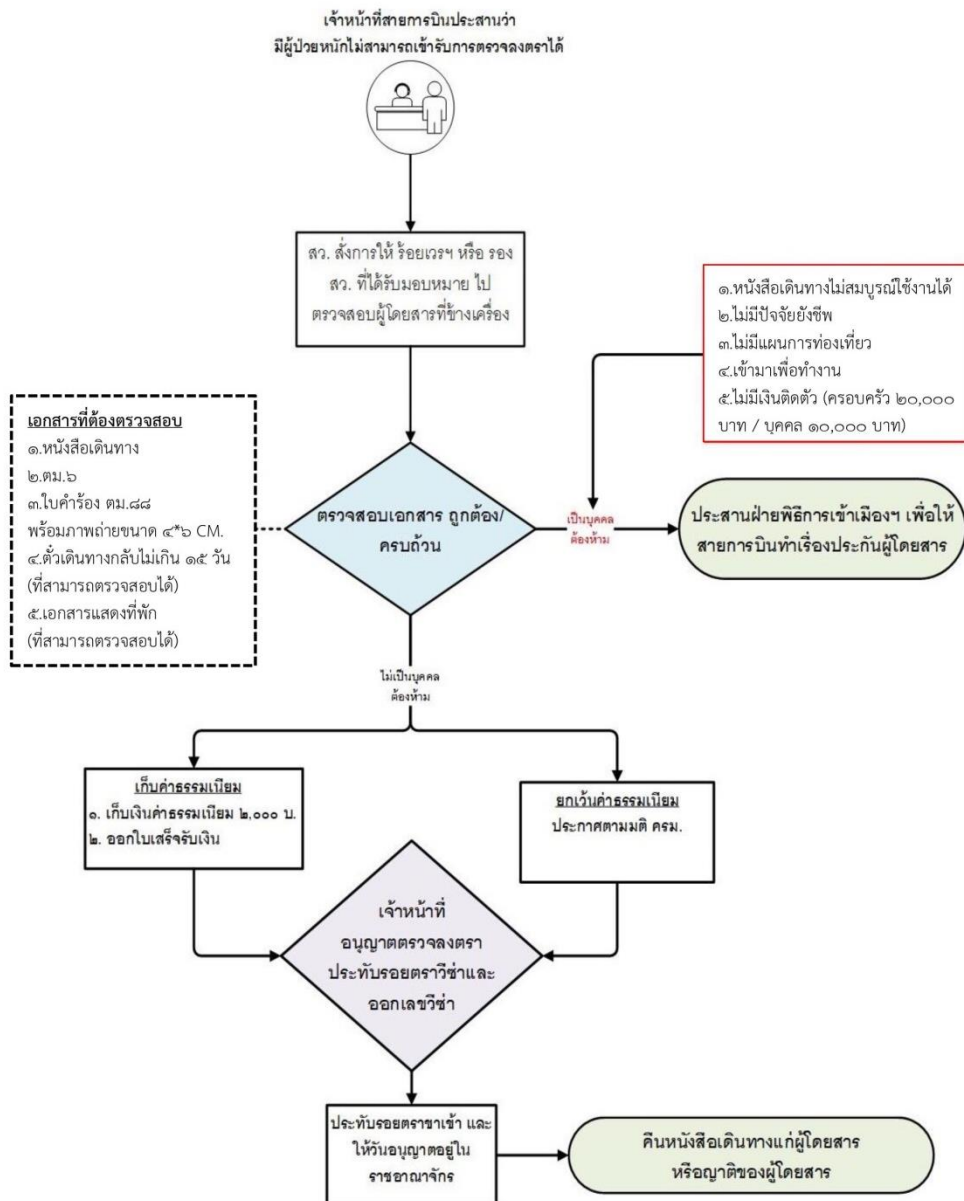 เจ้าหน้าที่สายการบินประสานว่า
มีผู้ป่วยหนักไม่สามารถเข้ารับการตรวจลงตราได้
สว. สั่งการให้ ร้อยเวรฯ หรือ รอง
สว. ที่ได้รับมอบหมาย ไป
ตรวจสอบผู้โดยสารที่ข้างเครื่อง
๑.หนังสือเดินทางไม่สมบูรณ์ใช้งานได้
๒.ไม่มีปัจจัยยังชีพ
๓.ไม่มีแผนการท่องเที่ยว
๔.เข้ามาเพื่อทำงาน
๕.ไม่มีเงินติดตัว (ครอบครัว ๒๐,๐๐๐
บาท / บุคคล ๑๐,๐๐๐ บาท)
เอกสารที่ต้องตรวจสอบ
๑.หนังสือเดินทาง
๒.ตม.๖
๓.ใบคำร้อง ตม.๘๘
พร้อมภาพถ่ายขนาด ๔*๖ CM.
๔.ตั๋วเดินทางกลับไม่เกิน ๑๕ วัน
(ที่สามารถตรวจสอบได้)
๕.เอกสารแสดงที่พัก
(ที่สามารถตรวจสอบได้)
ตรวจสอบเอกสาร ถูกต้อง/
ครบถ้วน
เป็นบุคคล
ต้องห้าม
ประสานฝ่ายพิธีการเข้าเมืองฯ เพื่อให้
สายการบินทำเรื่องประกันผู้โดยสาร
ไม่เป็นบุคคล
ต้องห้าม
เก็บค่าธรรมเนียม
๑. เก็บเงินค่าธรรมเนียม ๒,๐๐๐ บ.
๒. ออกใบเสร็จรับเงิน
ยกเว้นค่าธรรมเนียม
ประกาศตามมติ ครม.
เจ้าหน้าที่
อนุญาตตรวจลงตรา
ประทับรอยตราวีซ่าและ
ออกเลขวีซ่า
ประทับรอยตราขาเข้า และ
ให้วันอนุญาตอยู่ใน
ราชอาณาจักร
คืนหนังสือเดินทางแก่ผู้โดยสาร
หรือญาติของผู้โดยสาร